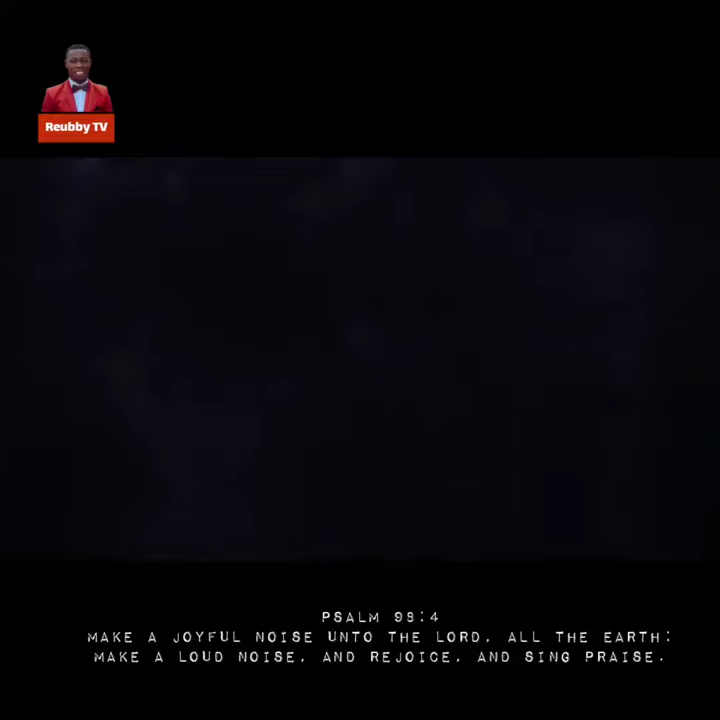 Reubby TV
PSALM 98:4
MAKE A JOYFUL NOISE UNTO THE LORD, ALL THE EARTH:
MAKE A LOUD NOISE, AND REJOICE, AND SING PRAISE.